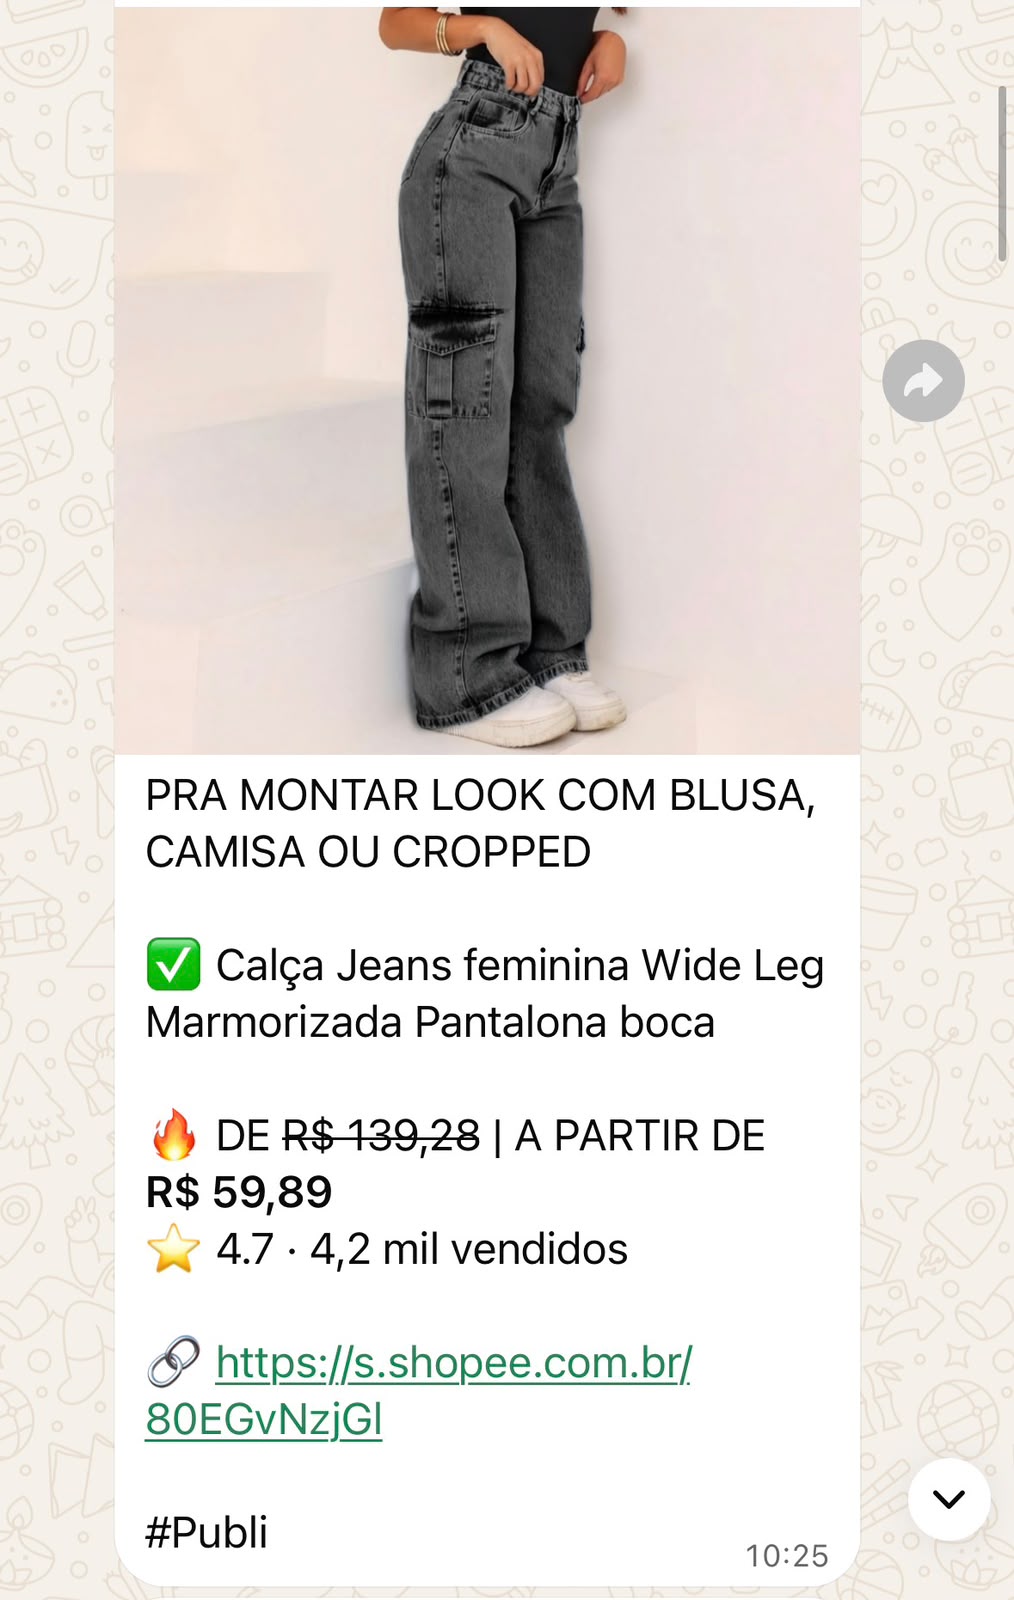 PRA MONTAR LOOK COM BLUSA,
CAMISA OU CROPPED
✅ Calça Jeans feminina Wide Leg
Marmorizada Pantalona boca
🔥 DE R$ 139,28 | A PARTIR DE
R$ 59,89
⭐ 4.7 · 4,2 mil vendidos
🔗 https://s.shopee.com.br/
80EGvNzjGl
#Publi
10:25